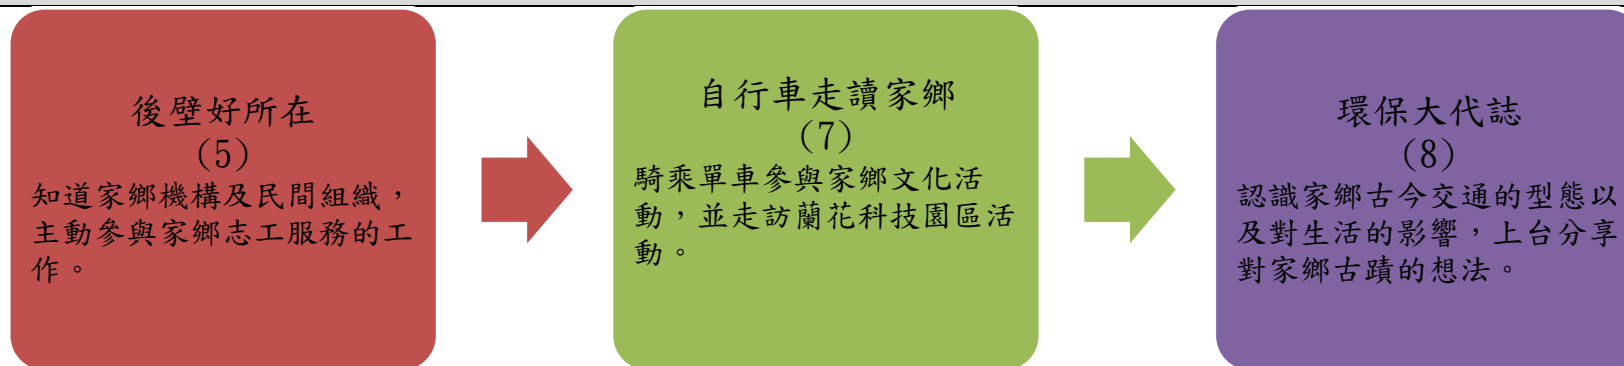 後壁好所在
(5)
知道家鄉機構及民間組織，
主動參與家鄉志工服務的工
作。
自行車走讀家鄉
(7)
騎乘單車參與家鄉文化活
動，並走訪蘭花科技園區活
動。
環保大代誌
(8)
認識家鄉古今交通的型態以
及對生活的影響，上台分享
對家鄉古蹟的想法。